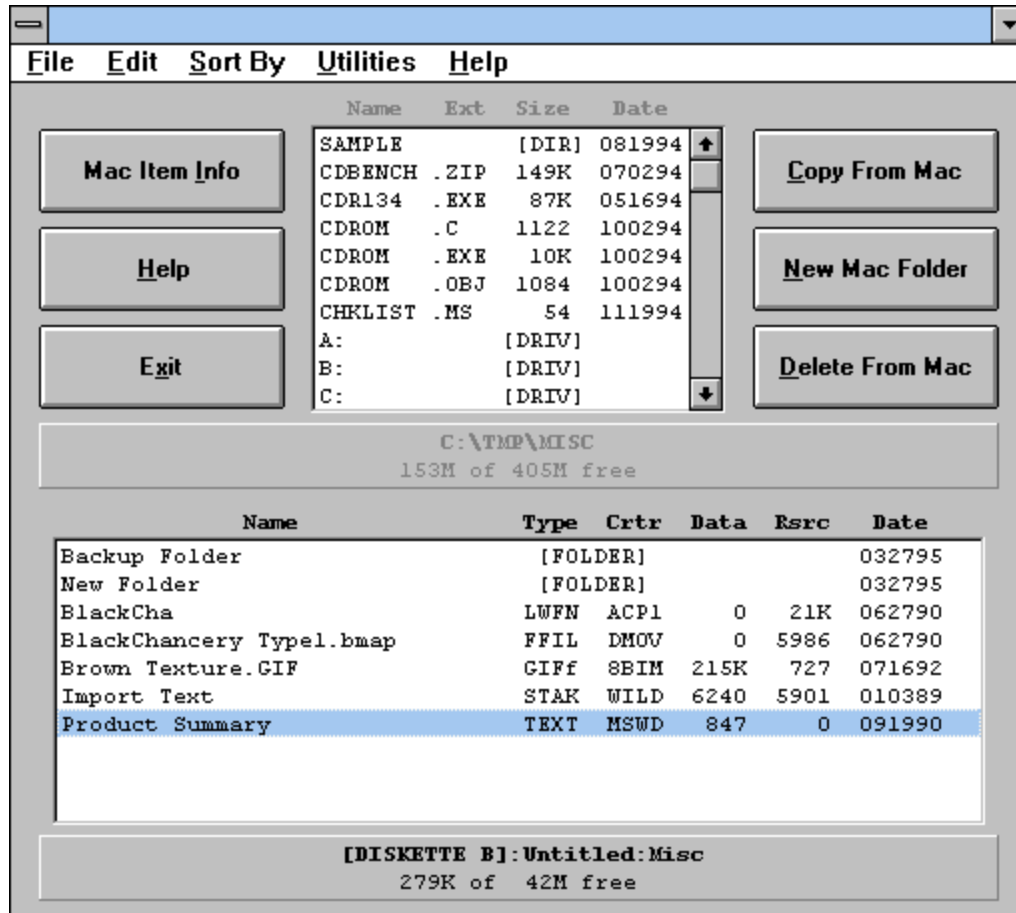 File Edit Sort By Utilities Help
Name Ext Size Date
Mac Item Info
Help
Exit
SAMPLE [DIR] 081994
CDBENCH .ZIP 149K 070294
CDR134 .EXE 87K 051694
CDROM .C 1122 100294
CDROM .EXE 10K 100294
CDROM .OBJ 1084 100294
CHKLIST .MS 54 111994
A: [DRIV]
B: [DRIV]
C: [DRIV]
Copy From Mac
New Mac Folder
Delete From Mac
C:\TMP\MISC
153M of 405M free
Name Type Crtr Data Rsrc Date
Backup Folder [FOLDER] 032795
New Folder [FOLDER] 032795
BlackCha LWFN ACP1 0 21K 062790
BlackChancery Type1.bmap FFIL DMOV 0 5986 062790
Brown Texture.GIF GIFf 8BIM 215K 727 071692
Import Text STAK WILD 6240 5901 010389
Product Summary TEXT MSWD 847 0 091990
[DISKETTE B]:Untitled:Misc
279K of 42M free